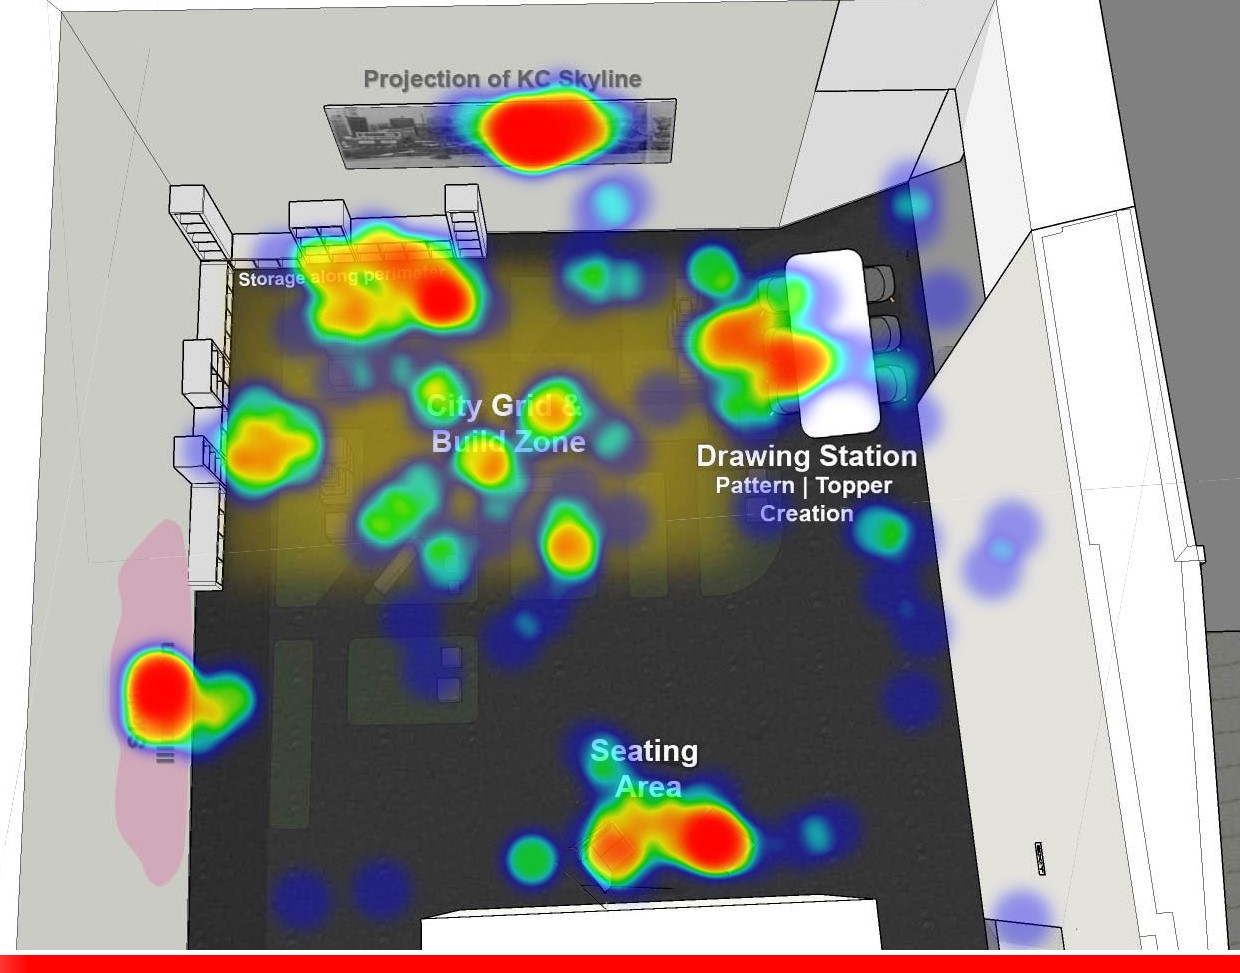 Projection of KC Skyline
Storage along perimeter
City Grid &
Build Zone
Drawing Station
Pattern | Topper
Creation
Seating
Area